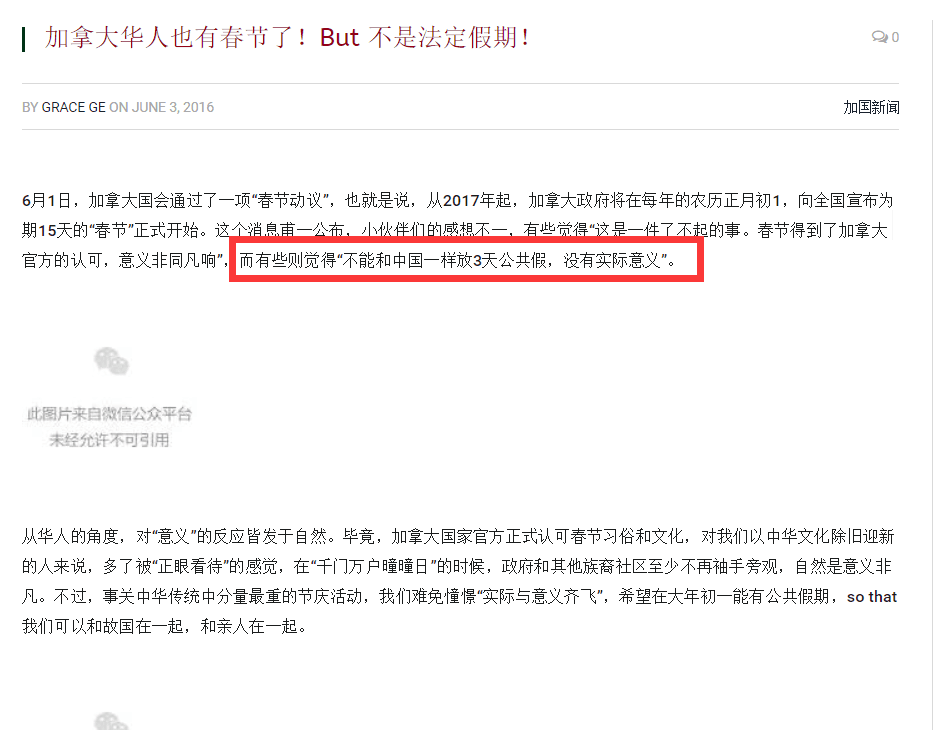 加拿大华人也有春节了！But 不是法定假期！
0
BY GRACE GE ON JUNE 3, 2016
加国新闻
6月1日，加拿大国会通过了一项“春节动议”，也就是说，从2017年起，加拿大政府将在每年的农历正月初1，向全国宣布为
期15天的“春节”正式开始。这个消息甫一公布，小伙伴们的感想不一，有些觉得“这是一件了不起的事。春节得到了加拿大
官方的认可，意义非同凡响”，而有些则觉得“不能和中国一样放3天公共假，没有实际意义”。
此图片来自微信公众平台
未经允许不可引用
从华人的角度，对“意义”的反应皆发于自然。毕竟，加拿大国家官方正式认可春节习俗和文化，对我们以中华文化除旧迎新
的人来说，多了被“正眼看待”的感觉，在“千门万户曈曈日”的时候，政府和其他族裔社区至少不再袖手旁观，自然是意义非
凡。不过，事关中华传统中分量最重的节庆活动，我们难免憧憬“实际与意义齐飞”，希望在大年初一能有公共假期，so that
我们可以和故国在一起，和亲人在一起。